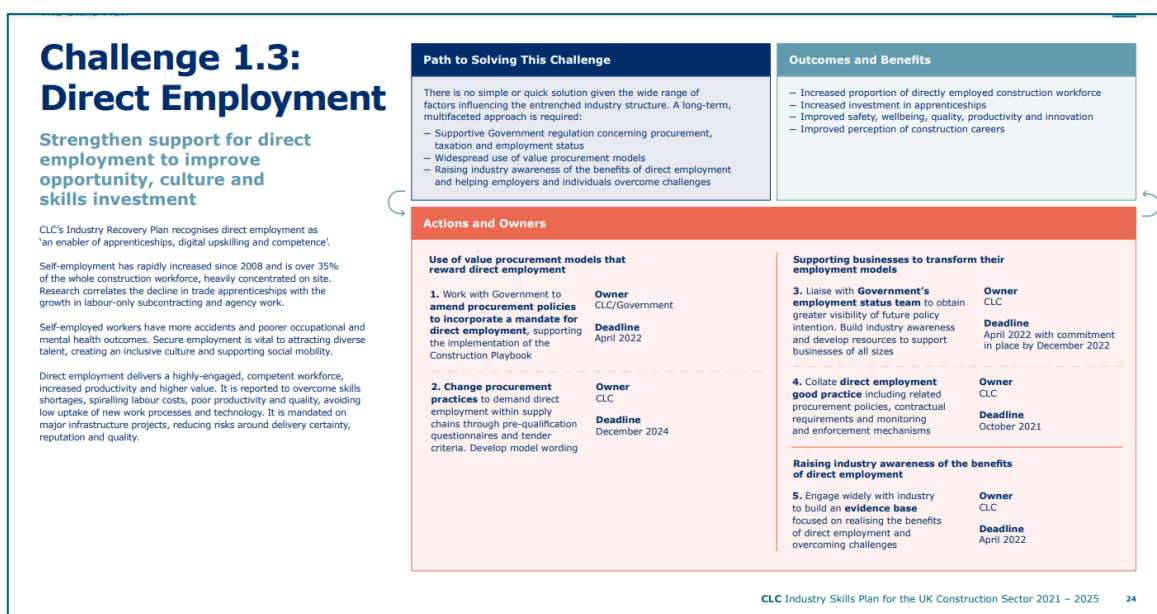 Challenge 1.3:
Direct Employment
Strengthen support for direct
employment to improve
opportunity, culture and
skills investment
CLC's Industry Recovery Plan recognises direct employment as
'an enabler of apprenticeships, digital upskilling and competence'.
Self-employment has rapidly increased since 2008 and is over 35%
of the whole construction workforce, heavily concentrated on site.
Research correlates the decline in trade apprenticeships with the
growth in labour-only subcontracting and agency work.
Self-employed workers have more accidents and poorer occupational and
mental health outcomes. Secure employment is vital to attracting diverse
talent, creating an inclusive culture and supporting social mobility.
Direct employment delivers a highly-engaged, competent workforce,
increased productivity and higher value. It is reported to overcome skills
shortages, spiralling labour costs, poor productivity and quality, avoiding
low uptake of new work processes and technology. It is mandated on
major infrastructure projects, reducing risks around delivery certainty,
reputation and quality.
Path to Solving This Challenge
There is no simple or quick solution given the wide range of
factors influencing the entrenched industry structure. A long-term,
multifaceted approach is required:
— Supportive Government regulation concerning procurement,
taxation and employment status
— Widespread use of value procurement models
— Raising industry awareness of the benefits of direct employment
and helping employers and individuals overcome challenges
Outcomes and Benefits
— Increased proportion of directly employed construction workforce
— Increased investment in apprenticeships
— Improved safety, wellbeing, quality, productivity and innovation
— Improved perception of construction careers
Actions and Owners
Use of value procurement models that
reward direct employment
1. Work with Government to
amend procurement policies
to incorporate a mandate for
direct employment, supporting
the implementation of the
Construction Playbook
Owner
CLC/Government
Deadline
April 2022
2. Change procurement
practices to demand direct
employment within supply
chains through pre-qualification
questionnaires and tender
criteria. Develop model wording
Owner
CLC
Deadline
December 2024
Supporting businesses to transform their
employment models
3. Liaise with Government's
employment status team to obtain
greater visibility of future policy
intention. Build industry awareness
and develop resources to support
businesses of all sizes
Owner
CLC
Deadline
April 2022 with commitment
in place by December 2022
4. Collate direct employment
good practice including related
procurement policies, contractual
requirements and monitoring
and enforcement mechanisms
Owner
CLC
Deadline
October 2021
Raising industry awareness of the benefits
of direct employment
5. Engage widely with industry
to build an evidence base
focused on realising the benefits
of direct employment and
overcoming challenges
Owner
CLC
Deadline
April 2022
CLC Industry Skills Plan for the UK Construction Sector 2021 – 2025 24